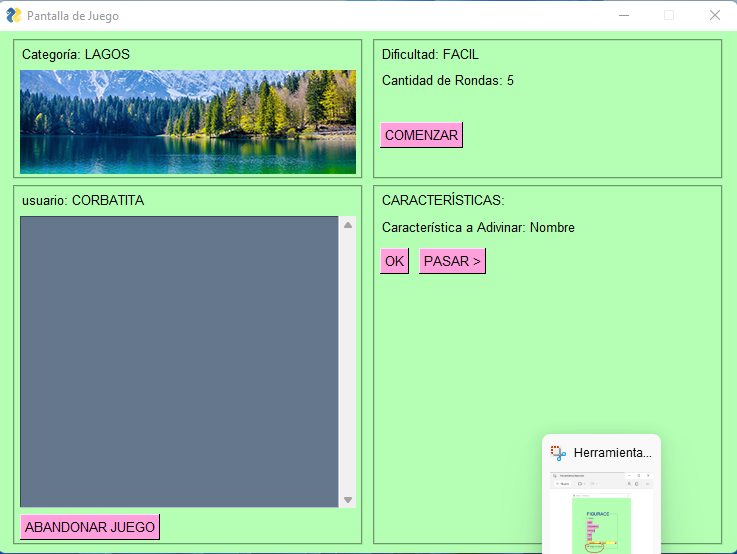 Pantalla de Juego
Categoría: LAGOS
Dificultad: FACIL
Cantidad de Rondas: 5
COMENZAR
usuario: CORBATITA
ABANDONAR JUEGO
CARACTERÍSTICAS:
Característica a Adivinar: Nombre
OK
PASAR >
Herramienta...
FIGURACE